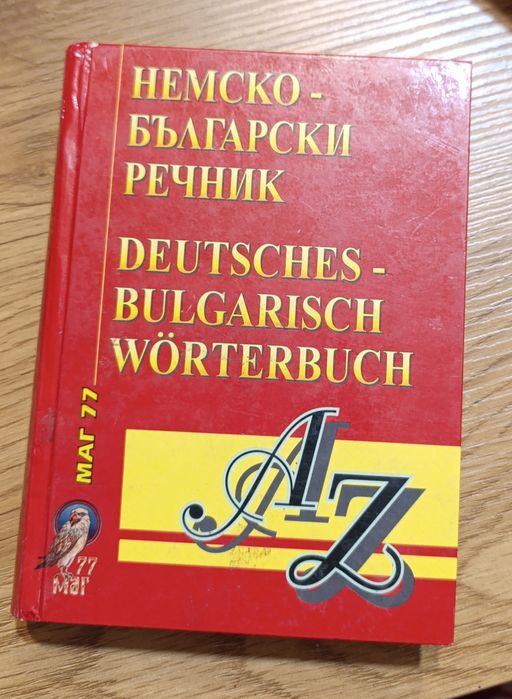 НЕМСКО -
БЪЛГАРСКИ
РЕЧНИК
DEUTSCHES -
BULGARISCH
WÖRTERBUCH
МАГ 77
AZ
77
маг